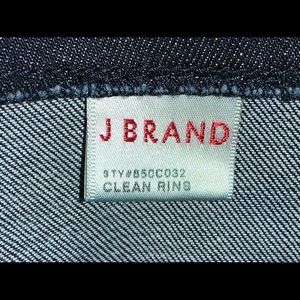 J BRAND
STY#850C032
CLEAN RINS